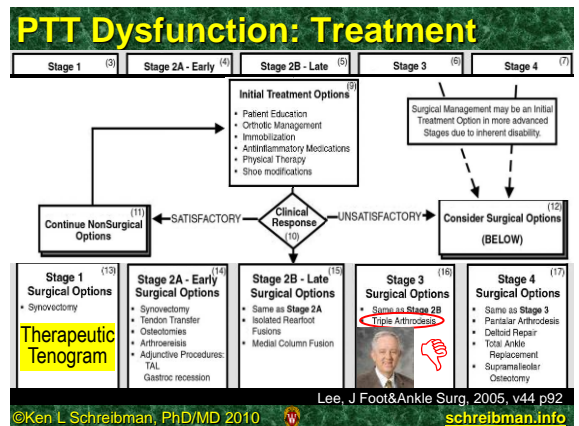 PTT Dysfunction: Treatment
Stage 1 (3)
Stage 2A - Early (4)
Stage 2B - Late (5)
Stage 3 (6)
Stage 4 (7)
Initial Treatment Options (9)
• Patient Education
• Orthotic Management
• Immobilization
• Antiinflammatory Medications
• Physical Therapy
• Shoe modifications
Surgical Management may be an Initial
Treatment Option in more advanced
Stages due to inherent disability.
Continue NonSurgical (11)
Options
SATISFACTORY
Clinical
Response
(10)
UNSATISFACTORY
Consider Surgical Options (12)
(BELOW)
Stage 1 (13)
Surgical Options
• Synovectomy
Therapeutic
Tenogram
Stage 2A - Early (14)
Surgical Options
• Synovectomy
• Tendon Transfer
• Osteotomies
• Arthroereisis
• Adjunctive Procedures:
TAL
Gastroc recession
Stage 2B - Late (15)
Surgical Options
• Same as Stage 2A
• Isolated Rearfoot
Fusions
• Medial Column Fusion
Stage 3 (16)
Surgical Options
• Same as Stage 2B
Triple Arthrodesis
Stage 4 (17)
Surgical Options
• Same as Stage 3
• Pantalar Arthrodesis
• Deltoid Repair
• Total Ankle
Replacement
• Supramalleolar
Osteotomy
Lee, J Foot&Ankle Surg, 2005, v44 p92
©Ken L Schreibman, PhD/MD 2010
schreibman.info